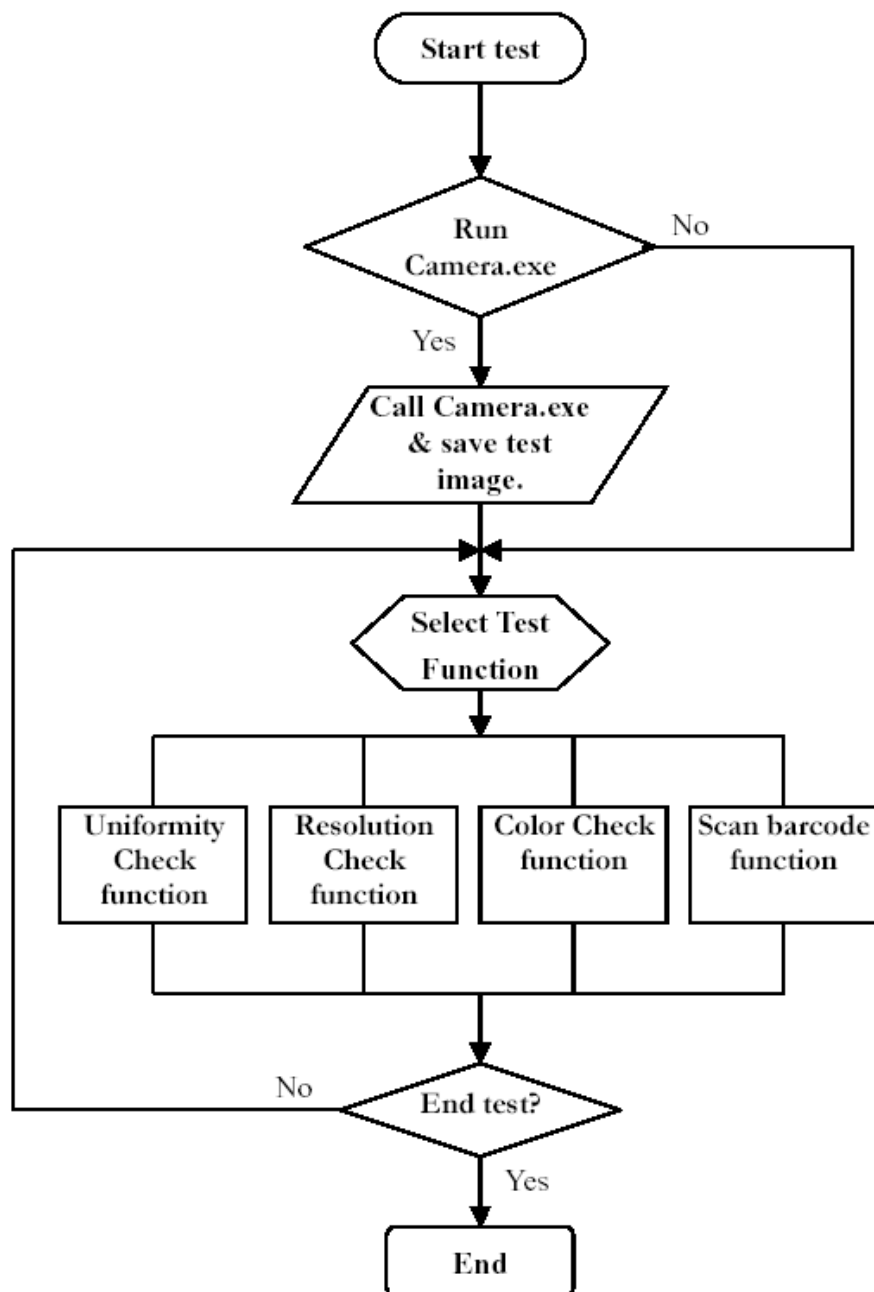 Start test
Run
Camera.exe
No
Yes
Call Camera.exe
& save test
image.
Select Test
Function
Uniformity
Check
function
Resolution
Check
function
Color Check
function
Scan barcode
function
No
End test?
Yes
End